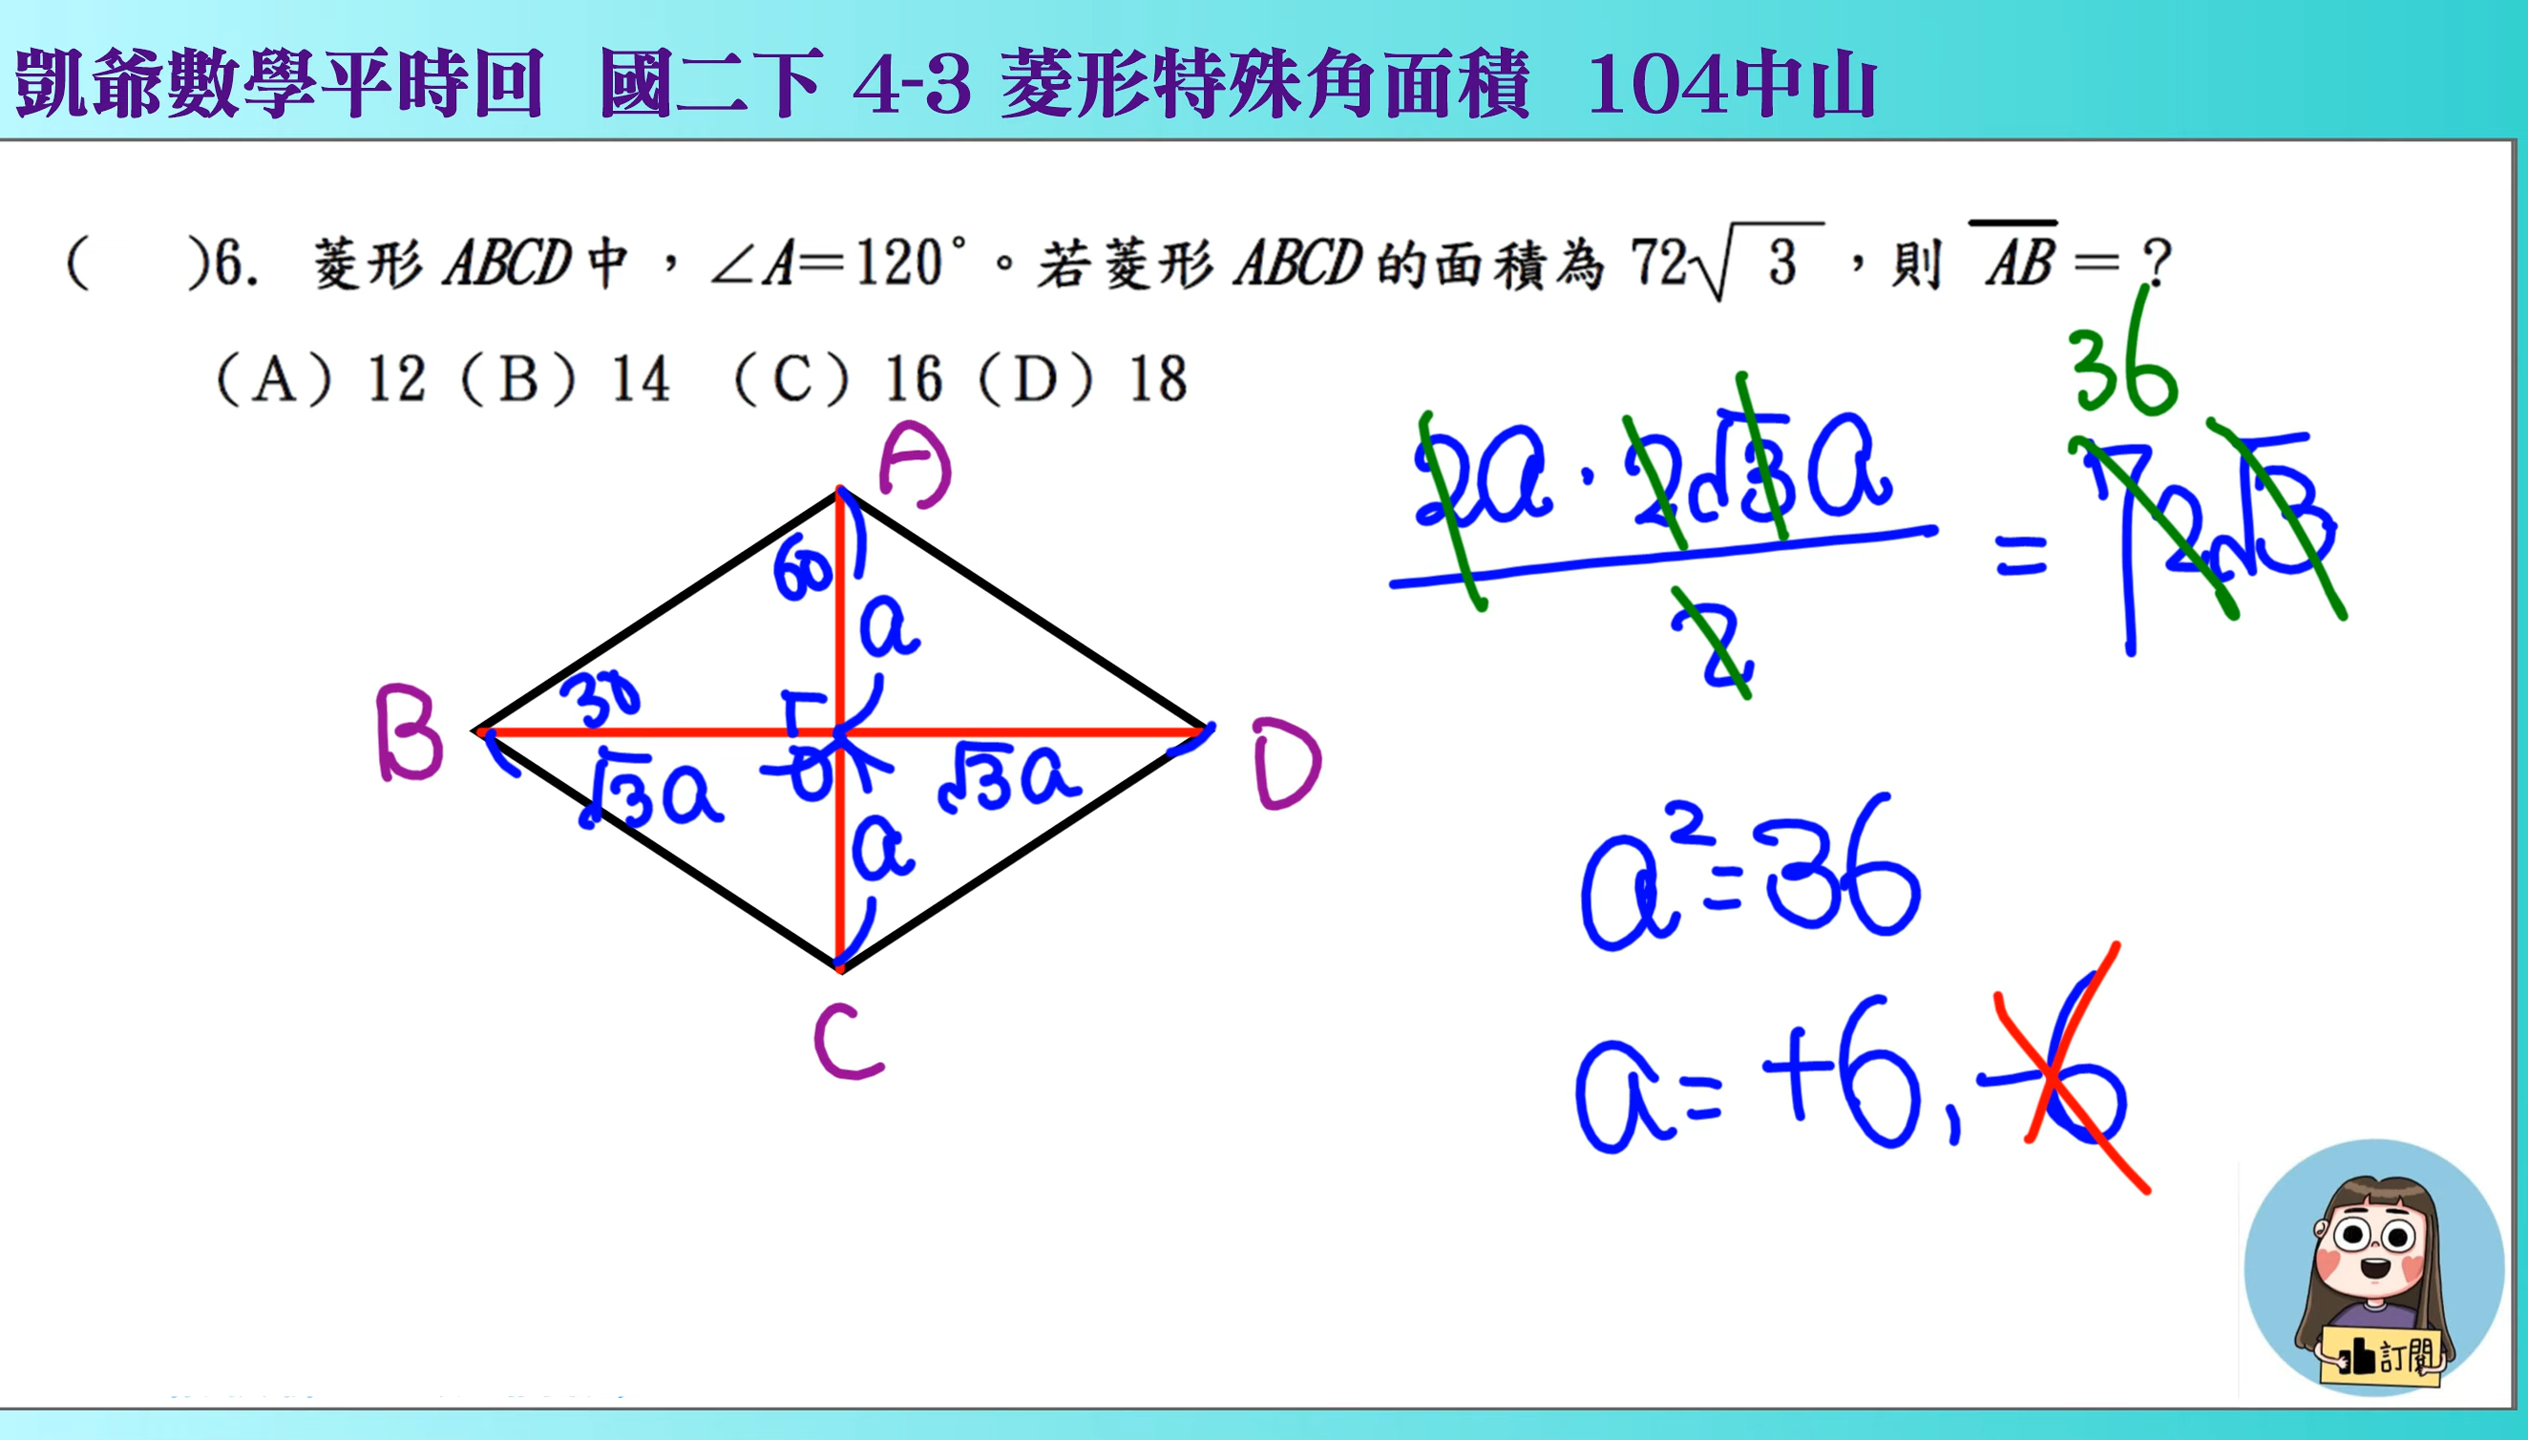 凱爺數學平時回 國二下 4-3 菱形特殊角面積 104中山
( )6. 菱形 ABCD 中，∠A=120°。若菱形 ABCD 的面積為 72√3，則 AB = ?
（A）12（B）14（C）16（D）18
36
2a·2√3a
= 72√3
2
A
60
a
B
30
D
√3a
O
√3a
a
C
a²=36
a= +6, -6
訂閱